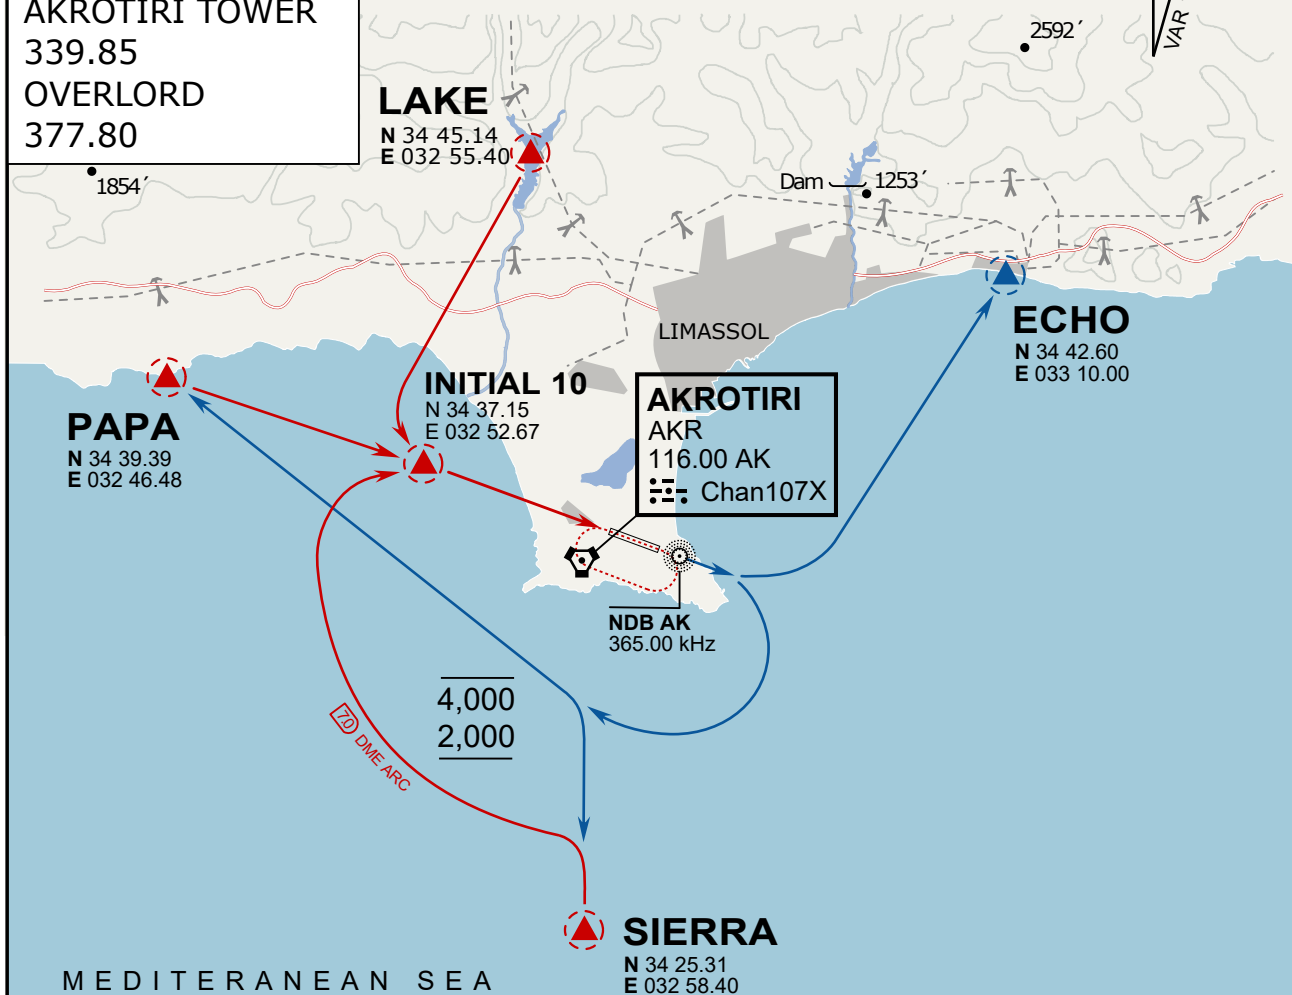 AKROTIRI TOWER
339.85
OVERLORD
377.80
VAR
2592´
LAKE
N 34 45.14
E 032 55.40
1854´
Dam
1253´
LIMASSOL
ECHO
N 34 42.60
E 033 10.00
INITIAL 10
N 34 37.15
E 032 52.67
PAPA
N 34 39.39
E 032 46.48
AKROTIRI
AKR
116.00 AK
Chan107X
NDB AK
365.00 kHz
4,000
2,000
7.0 DME ARC
SIERRA
N 34 25.31
E 032 58.40
MEDITERANEAN SEA